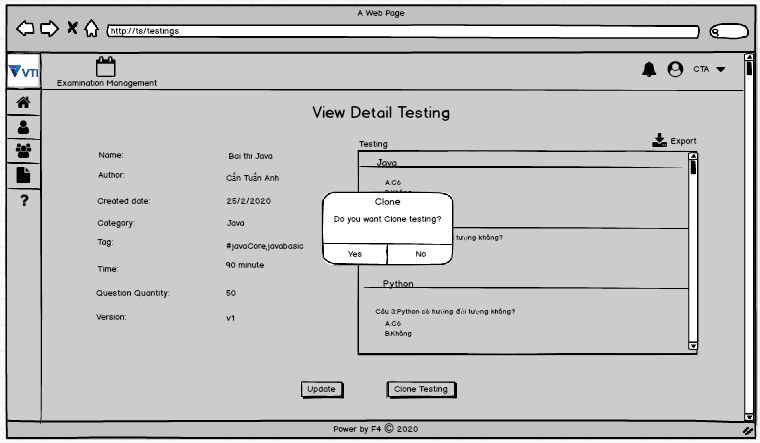 A Web Page
http://ts/testings
VTI
Examination Management
CTA
View Detail Testing
Testing
Export
Name: Bai thi Java
Author: Cấn Tuấn Anh
Created date: 25/2/2020
Category: Java
Tag: #javaCore,javabasic
Time: 90 minute
Question Quantity: 50
Version: v1
Java
A.Có
B.Không
tượng không?
Clone
Do you want Clone testing?
Yes
No
Python
Câu 3:Python có hướng đối tượng không?
A.Có
B.Không
?
Update
Clone Testing
Power by F4 © 2020